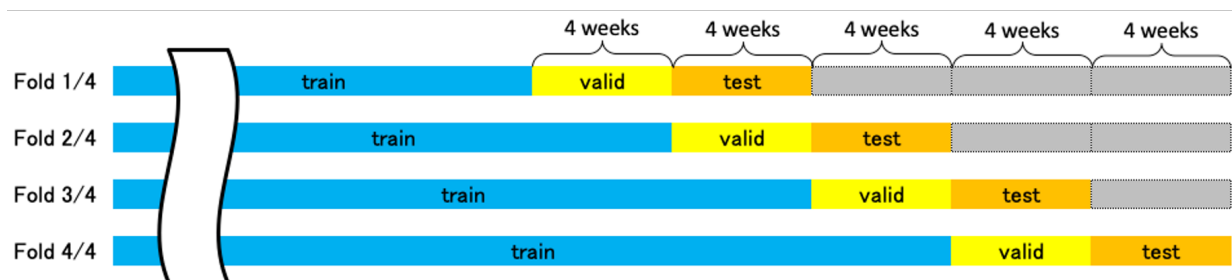 4 weeks 4 weeks 4 weeks 4 weeks 4 weeks
Fold 1/4 train valid test
Fold 2/4 train valid test
Fold 3/4 train valid test
Fold 4/4 train valid test